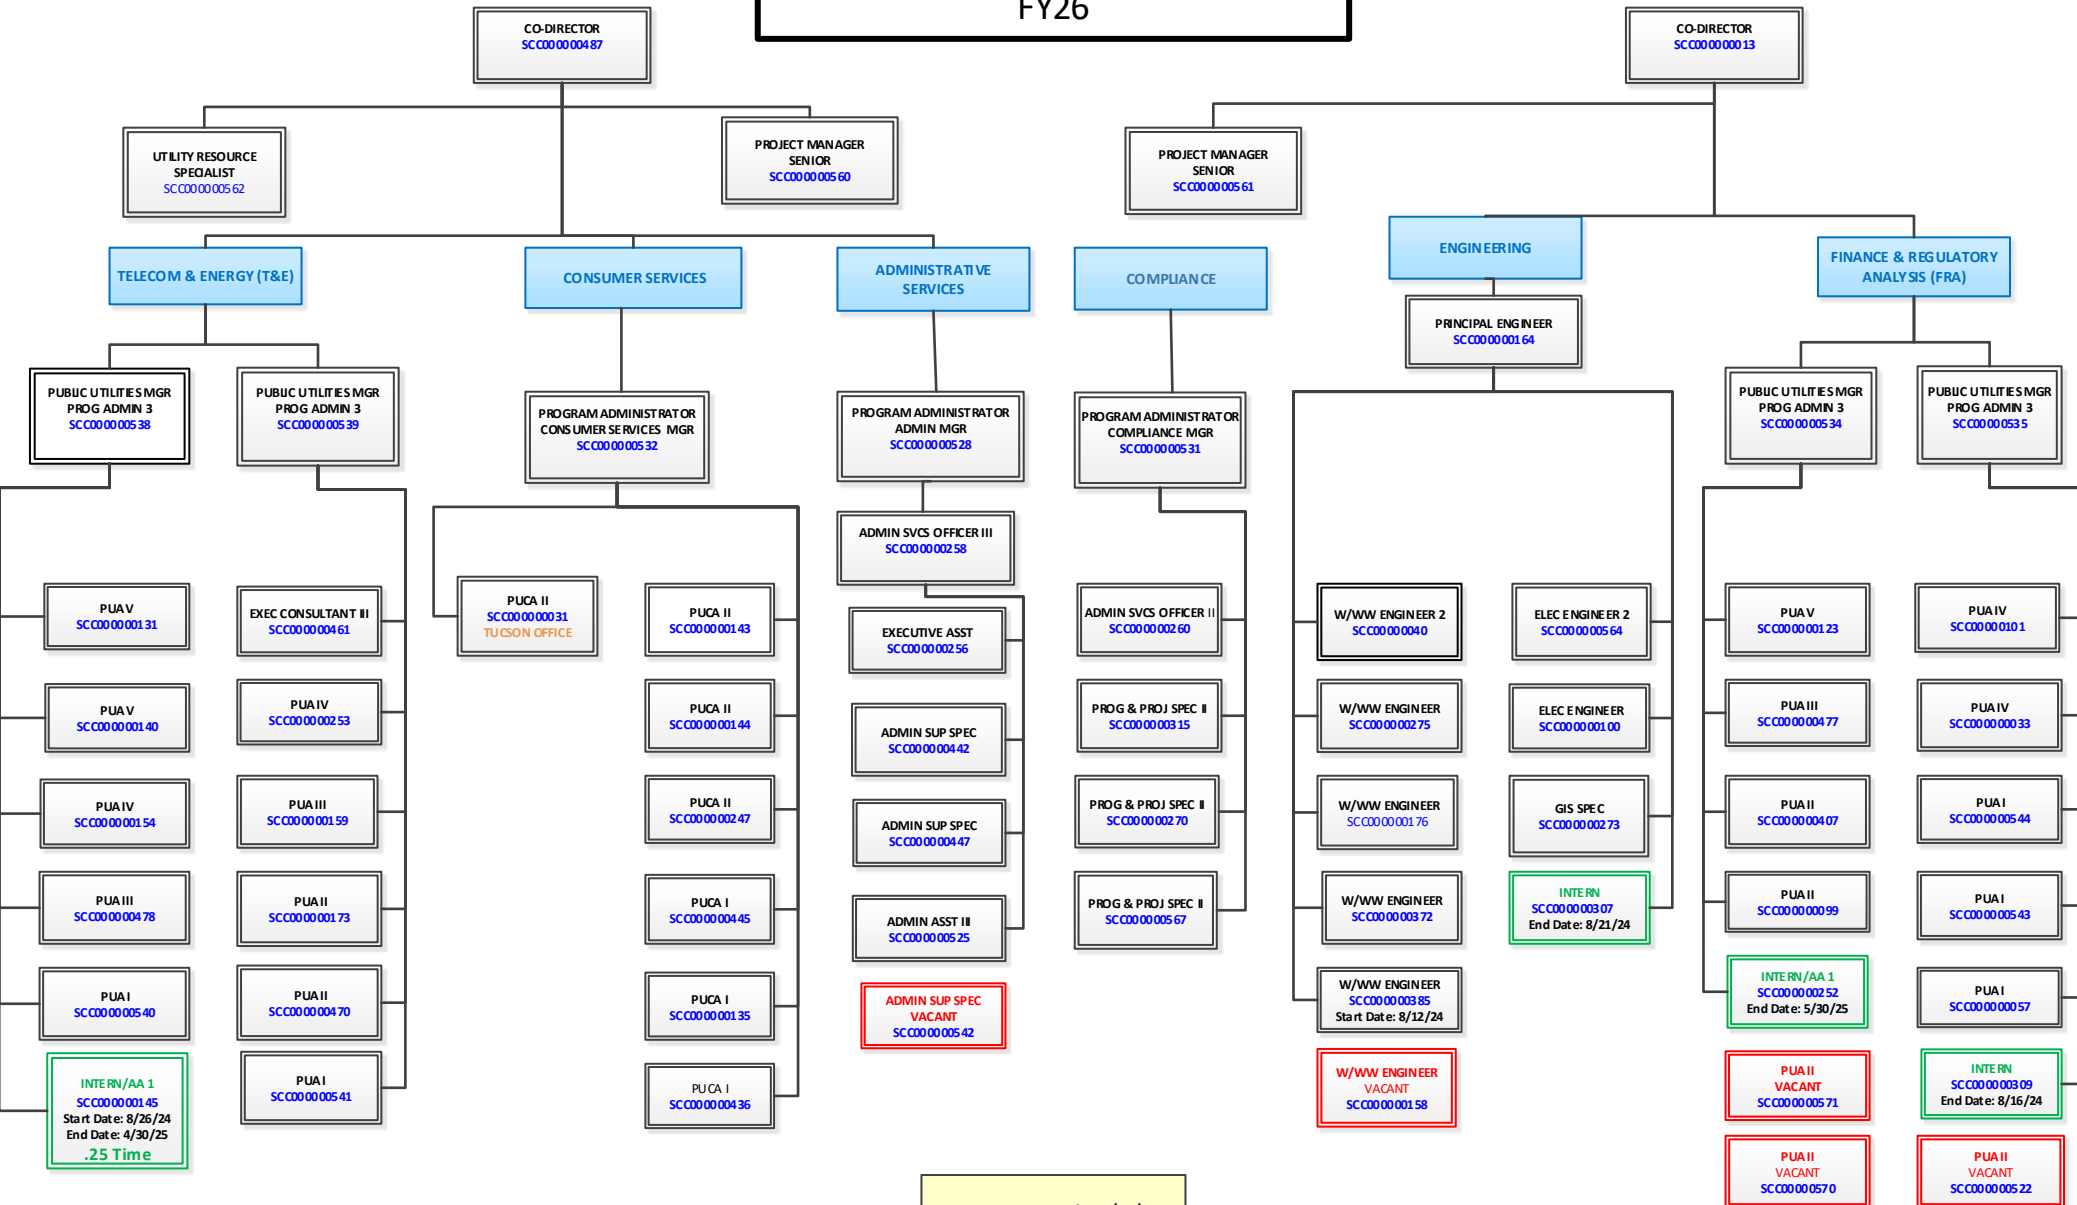 FY26
CO-DIRECTOR
SCC000000487
CO-DIRECTOR
SCC000000013
UTILITY RESOURCE
SPECIALIST
SCC000000562
PROJECT MANAGER
SENIOR
SCC000000560
PROJECT MANAGER
SENIOR
SCC000000561
TELECOM & ENERGY (T&E)
CONSUMER SERVICES
ADMINISTRATIVE
SERVICES
COMPLIANCE
ENGINEERING
FINANCE & REGULATORY
ANALYSIS (FRA)
PRINCIPAL ENGINEER
SCC000000164
PUBLIC UTILITIES MGR
PROG ADMIN 3
SCC000000538
PUBLIC UTILITIES MGR
PROG ADMIN 3
SCC000000539
PROGRAM ADMINISTRATOR
CONSUMER SERVICES MGR
SCC000000532
PROGRAM ADMINISTRATOR
ADMIN MGR
SCC000000528
PROGRAM ADMINISTRATOR
COMPLIANCE MGR
SCC000000531
PUBLIC UTILITIES MGR
PROG ADMIN 3
SCC000000534
PUBLIC UTILITIES MGR
PROG ADMIN 3
SCC00000535
ADMIN SVCS OFFICER III
SCC000000258
PUA V
SCC000000131
PUA V
SCC000000140
PUA IV
SCC000000154
PUA III
SCC000000478
PUA I
SCC000000540
INTERN/AA 1
SCC000000145
Start Date: 8/26/24
End Date: 4/30/25
.25 Time
EXEC CONSULTANT III
SCC000000461
PUA IV
SCC000000253
PUA III
SCC000000159
PUA II
SCC000000173
PUA II
SCC000000470
PUA I
SCC000000541
PUCA II
SCC000000031
TUCSON OFFICE
PUCA II
SCC000000143
PUCA II
SCC000000144
PUCA II
SCC000000247
PUCA I
SCC000000445
PUCA I
SCC000000135
PUCA I
SCC000000436
EXECUTIVE ASST
SCC000000256
ADMIN SUP SPEC
SCC000000442
ADMIN SUP SPEC
SCC000000447
ADMIN ASST III
SCC000000525
ADMIN SUP SPEC
VACANT
SCC000000542
ADMIN SVCS OFFICER II
SCC000000260
PROG & PROJ SPEC II
SCC000000315
PROG & PROJ SPEC II
SCC000000270
PROG & PROJ SPEC II
SCC000000567
W/WW ENGINEER 2
SCC00000040
W/WW ENGINEER
SCC000000275
W/WW ENGINEER
SCC000000176
W/WW ENGINEER
SCC000000372
W/WW ENGINEER
SCC000000385
Start Date: 8/12/24
W/WW ENGINEER
VACANT
SCC000000158
ELEC ENGINEER 2
SCC000000564
ELEC ENGINEER
SCC000000100
GIS SPEC
SCC000000273
INTERN
SCC000000307
End Date: 8/21/24
PUA V
SCC000000123
PUA III
SCC000000477
PUA II
SCC000000407
PUA II
SCC000000099
INTERN/AA 1
SCC000000252
End Date: 5/30/25
PUA II
VACANT
SCC000000571
PUA II
VACANT
SCC00000570
PUA IV
SCC00000101
PUA IV
SCC000000033
PUA I
SCC000000544
PUA I
SCC000000543
PUA I
SCC000000057
INTERN
SCC000000309
End Date: 8/16/24
PUA II
VACANT
SCC00000522